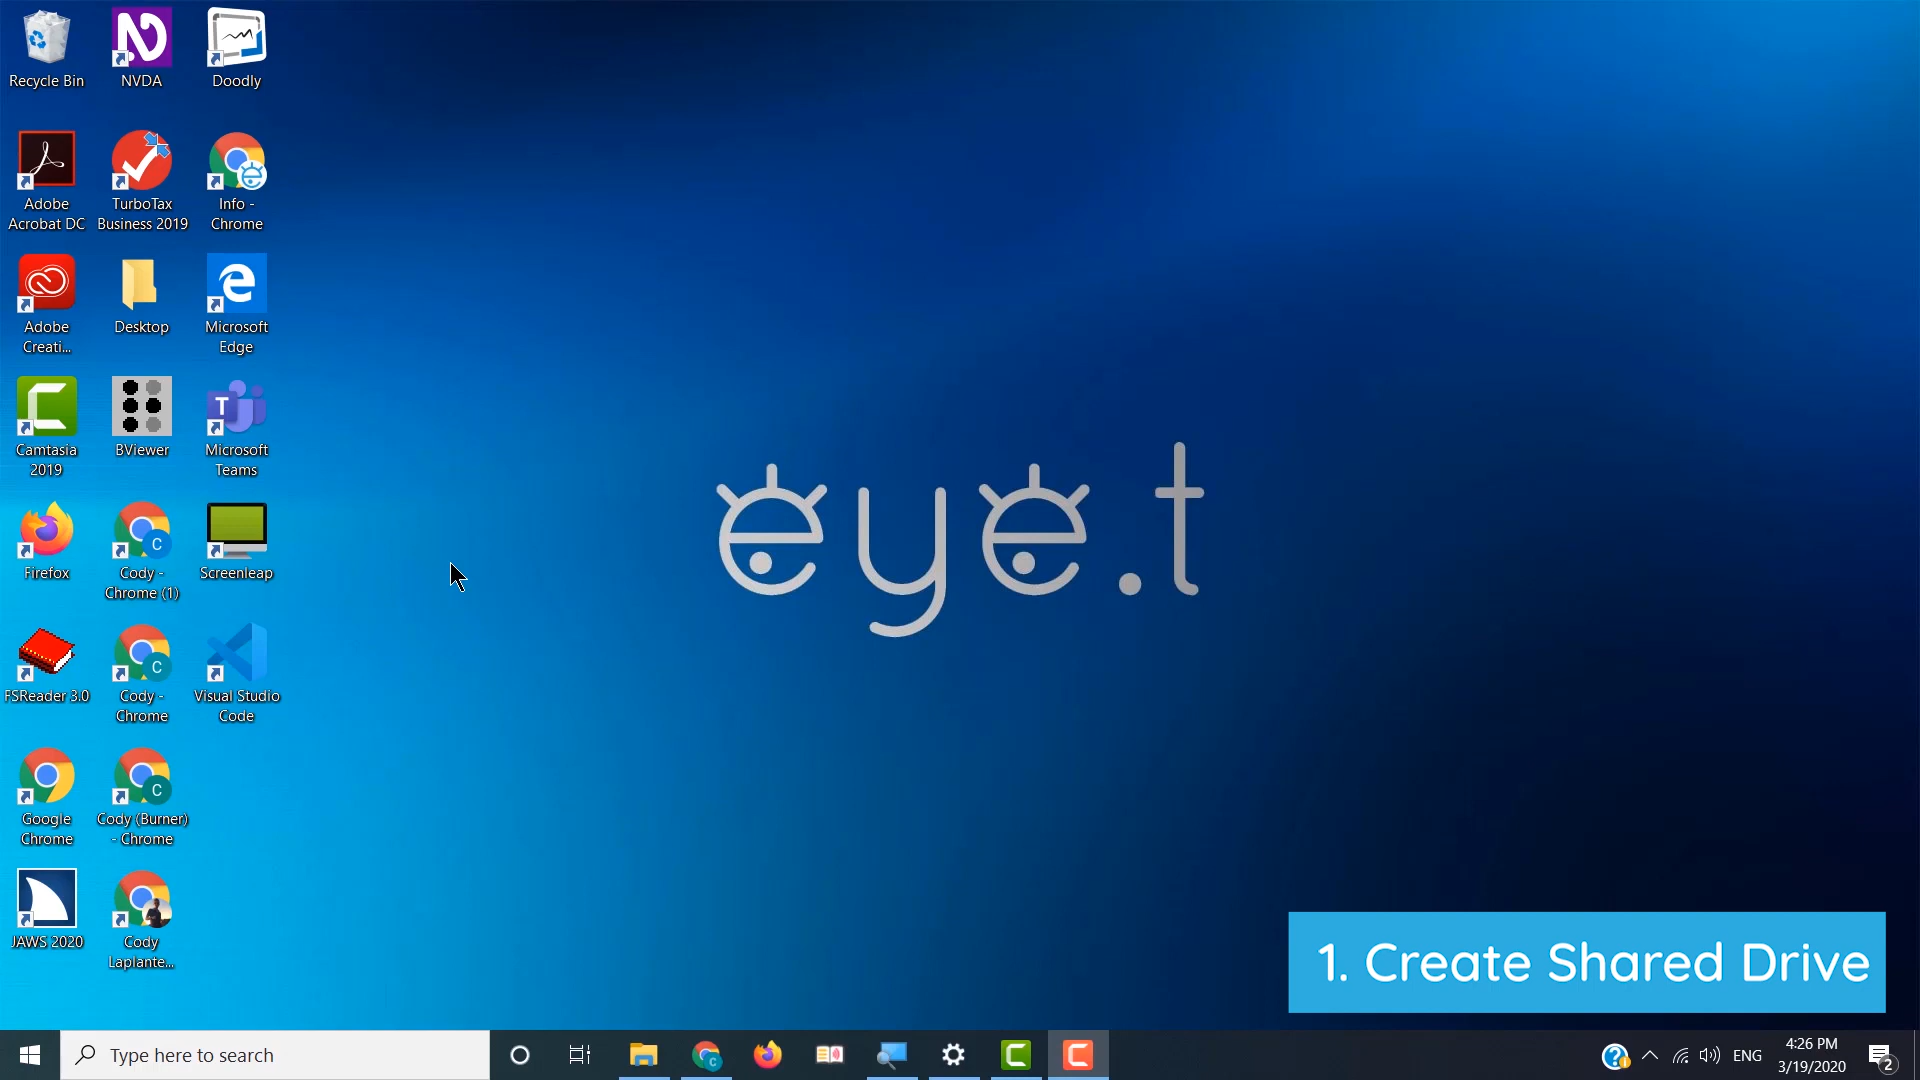 Recycle Bin
NVDA
Doodly
Adobe
Acrobat DC
TurboTax
Business 2019
Info -
Chrome
Adobe
Creati...
Desktop
Microsoft
Edge
Camtasia
2019
BViewer
T
Microsoft
Teams
Firefox
C
Cody -
Chrome (1)
Screenleap
FSReader 3.0
C
Cody -
Chrome
Visual Studio
Code
Google
Chrome
C
Cody (Burner)
- Chrome
JAWS 2020
Cody
Laplante...
eye.t
1. Create Shared Drive
Type here to search
C
ENG
4:26 PM
3/19/2020
2